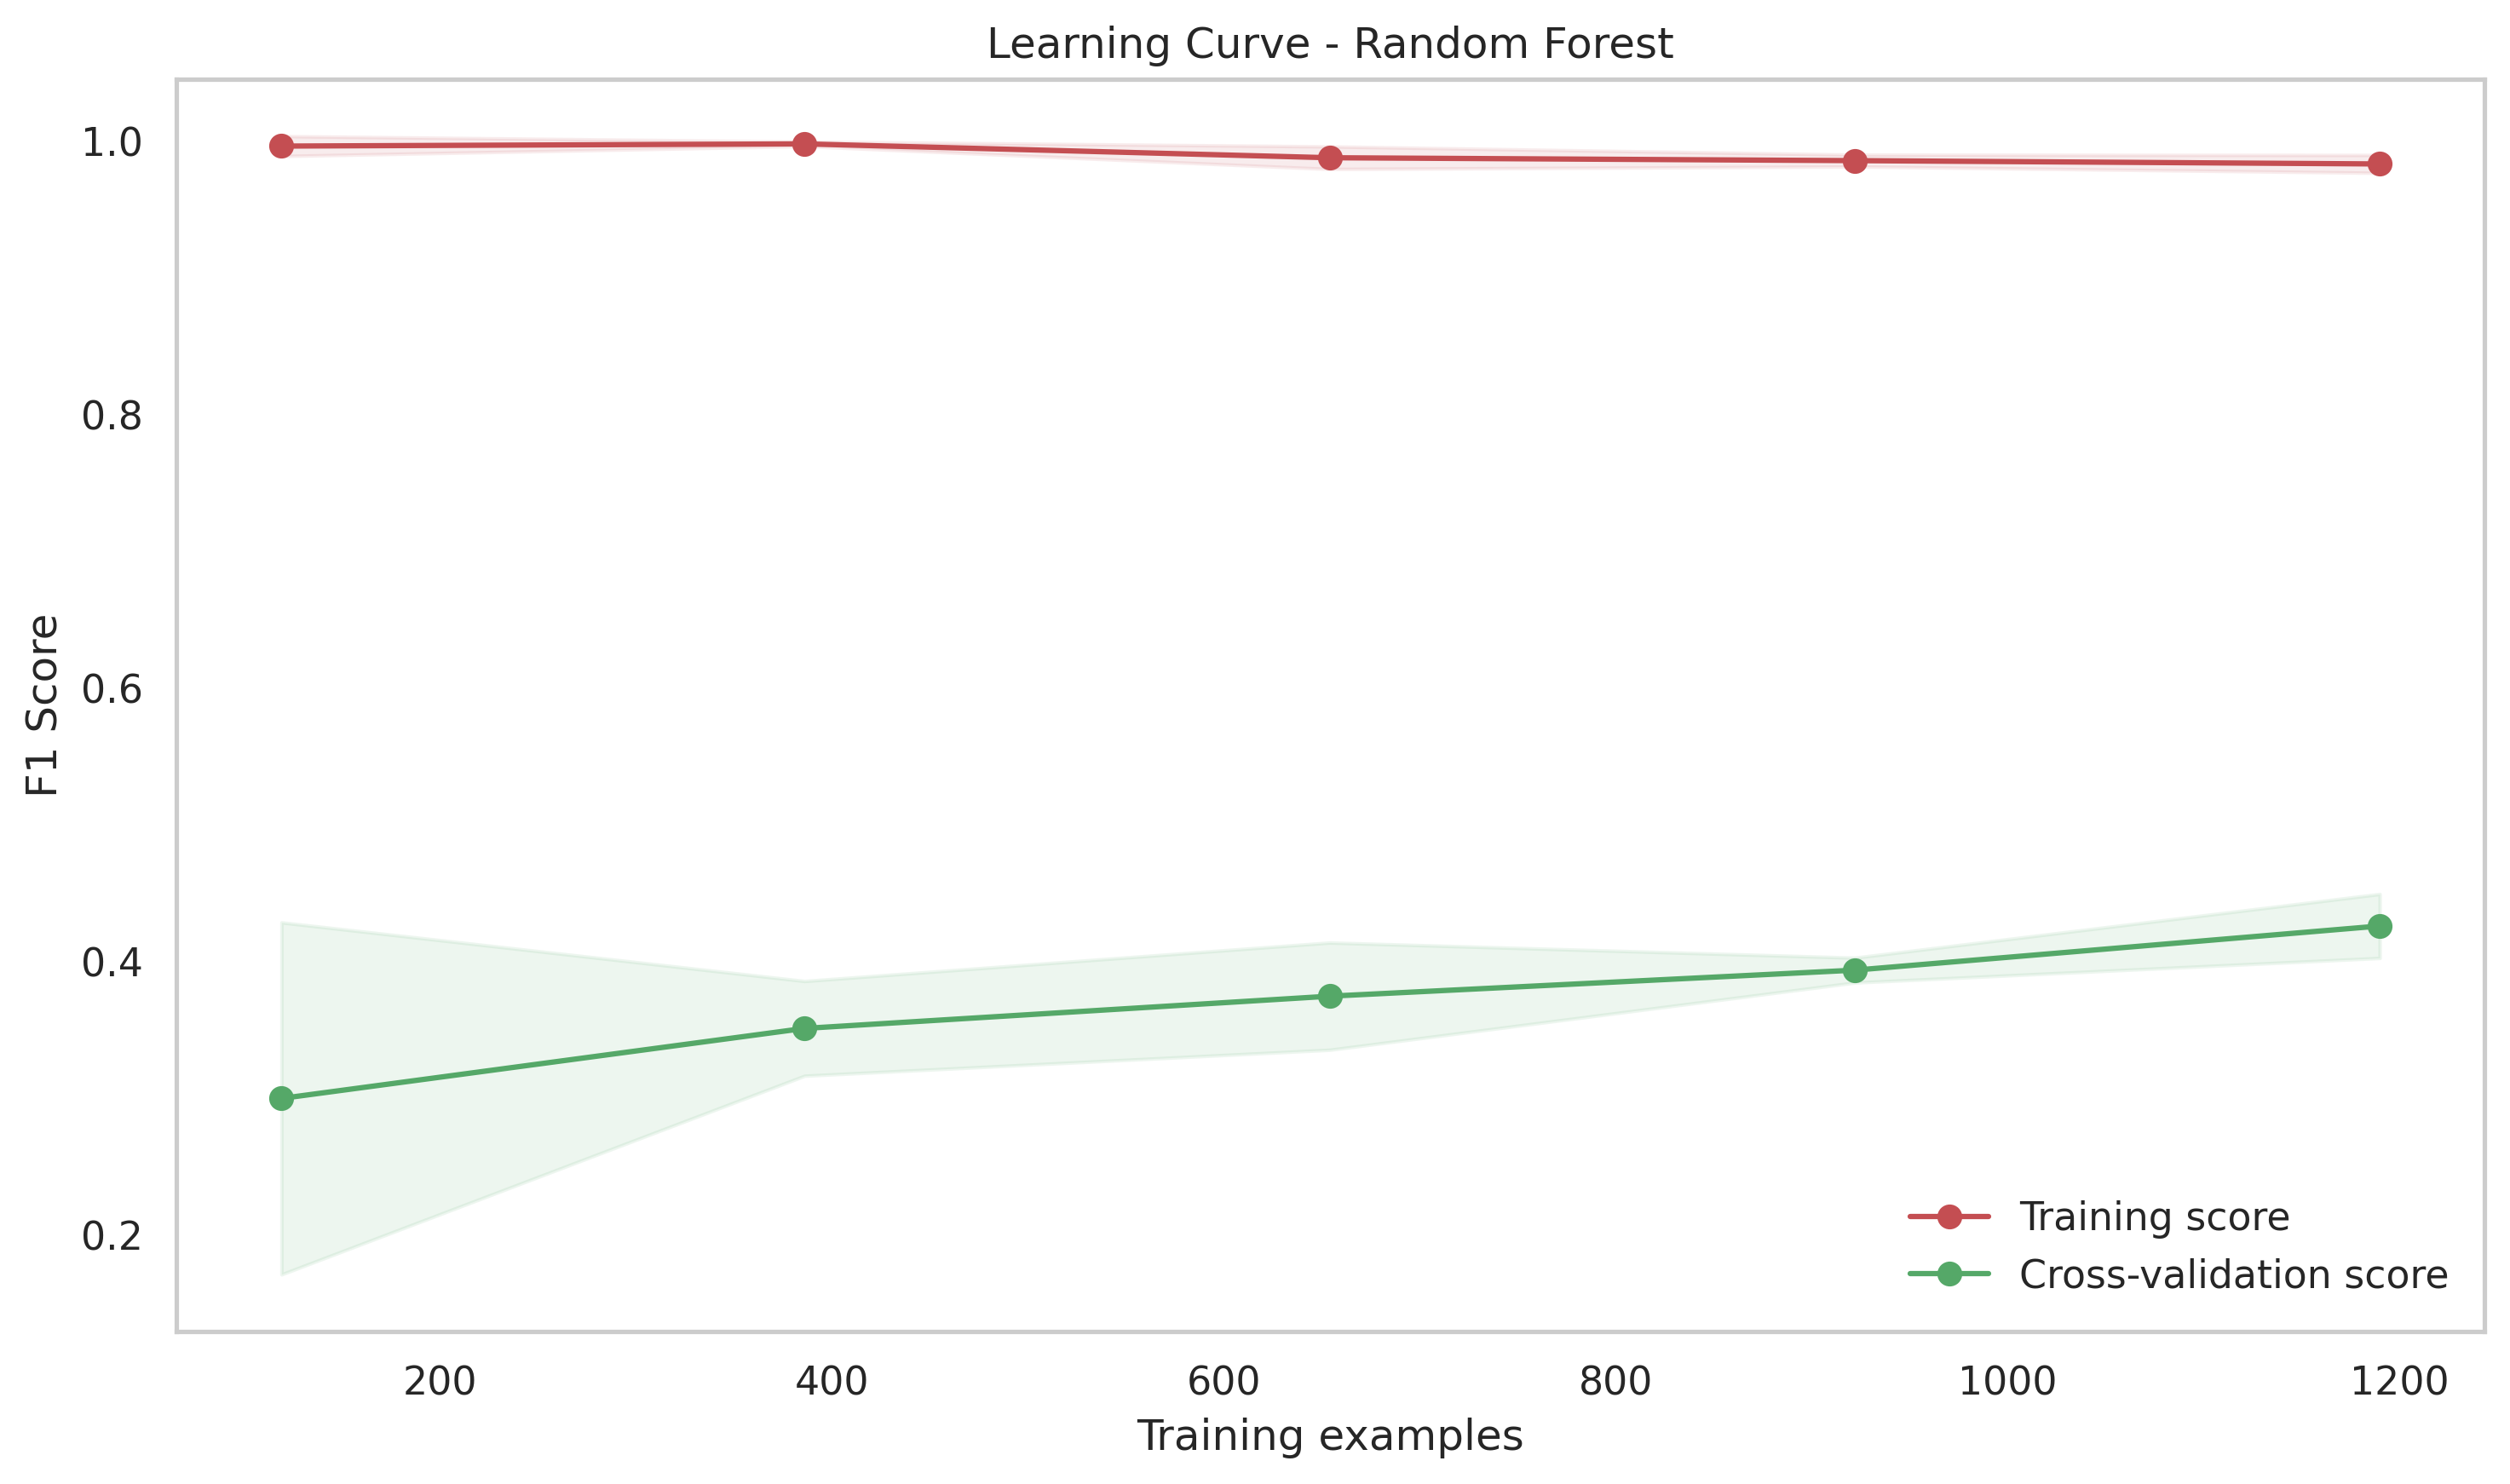 Learning Curve - Random Forest
1.0
0.8
0.6
0.4
0.2
F1 Score
Training score
Cross-validation score
200 400 600 800 1000 1200
Training examples